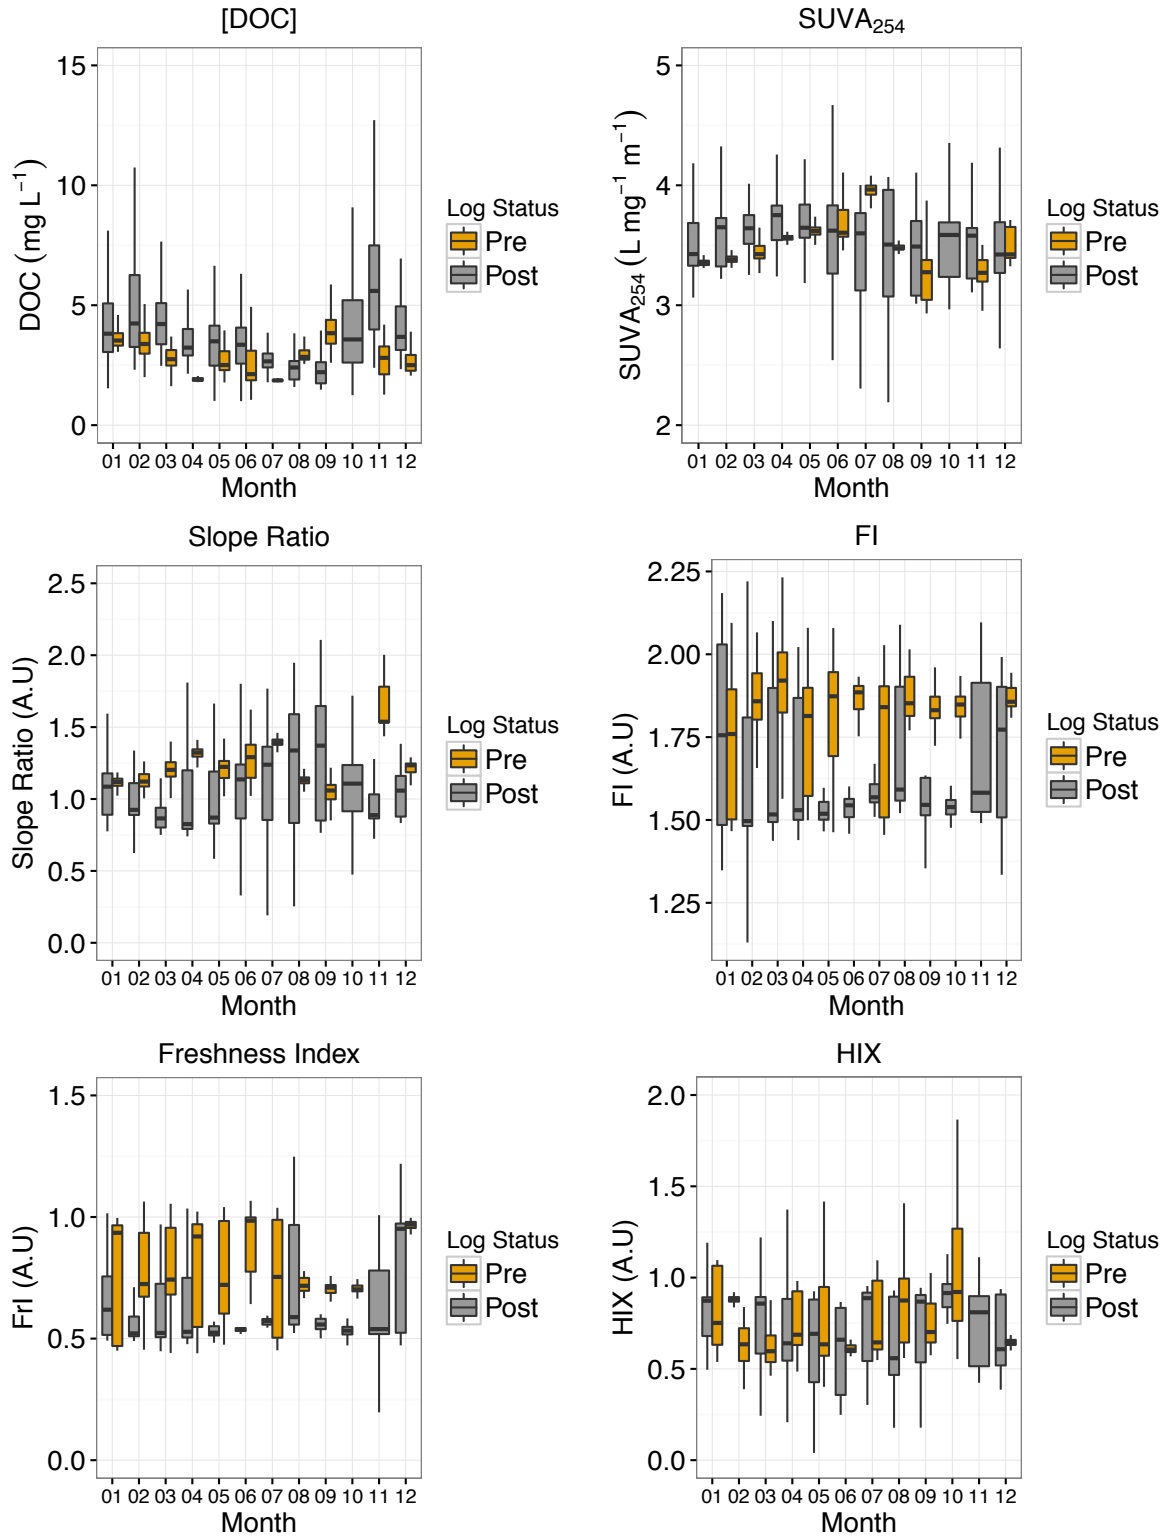 [DOC]
15
10
5
0
DOC (mg L⁻¹)
01 02 03 04 05 06 07 08 09 10 11 12
Month
Log Status
Pre
Post
SUVA₂₅₄
5
4
3
2
SUVA₂₅₄ (L mg⁻¹ m⁻¹)
01 02 03 04 05 06 07 08 09 10 11 12
Month
Log Status
Pre
Post
Slope Ratio
2.5
2.0
1.5
1.0
0.5
0.0
Slope Ratio (A.U)
01 02 03 04 05 06 07 08 09 10 11 12
Month
Log Status
Pre
Post
FI
2.25
2.00
1.75
1.50
1.25
FI (A.U)
01 02 03 04 05 06 07 08 09 10 11 12
Month
Log Status
Pre
Post
Freshness Index
1.5
1.0
0.5
0.0
FrI (A.U)
01 02 03 04 05 06 07 08 09 10 11 12
Month
Log Status
Pre
Post
HIX
2.0
1.5
1.0
0.5
0.0
HIX (A.U)
01 02 03 04 05 06 07 08 09 10 11 12
Month
Log Status
Pre
Post